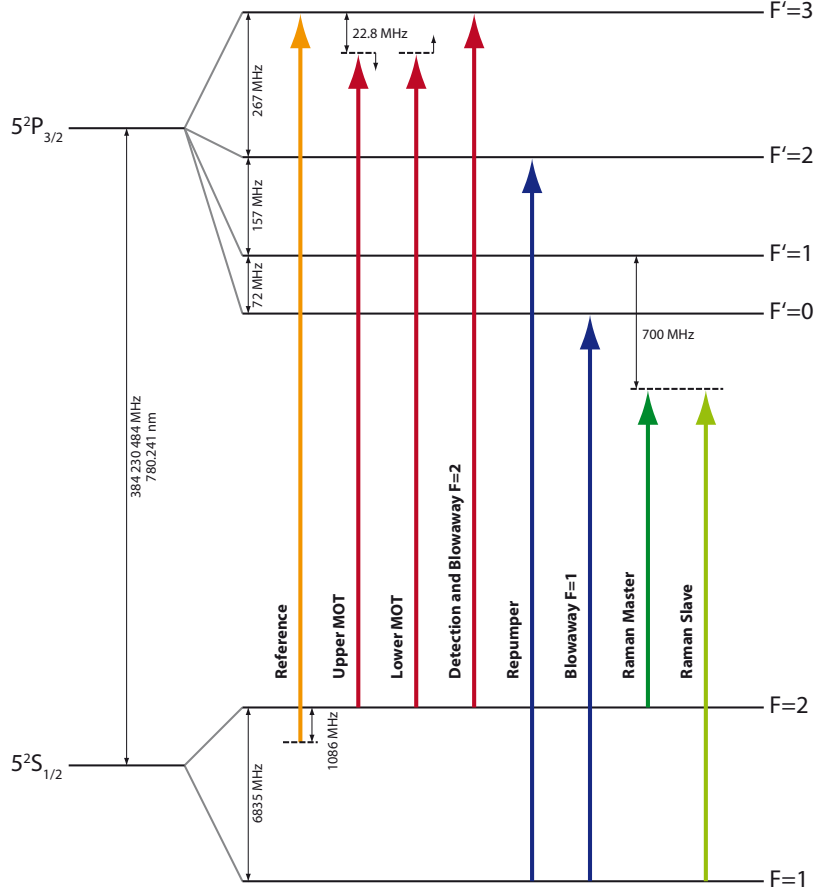 F'=3
22.8 MHz
267 MHz
5²P₃/₂
F'=2
157 MHz
F'=1
72 MHz
F'=0
700 MHz
384 230 484 MHz
780.241 nm
Reference
Upper MOT
Lower MOT
Detection and Blowaway F=2
Repumper
Blowaway F=1
Raman Master
Raman Slave
F=2
1086 MHz
5²S₁/₂
6835 MHz
F=1